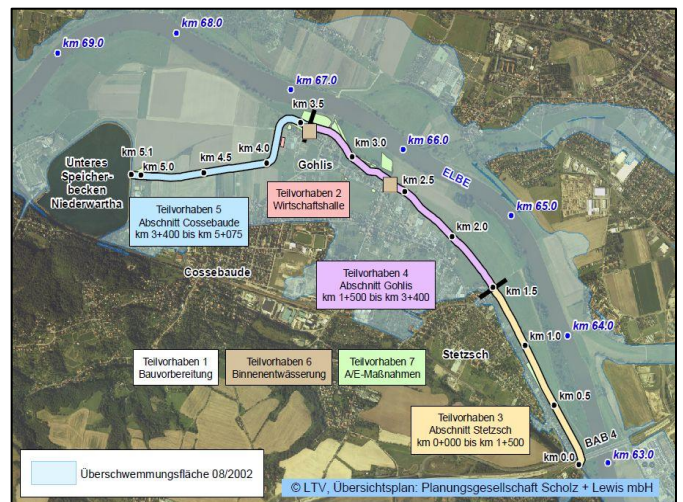 km 69.0
km 68.0
km 67.0
km 3.5
km 66.0
km 3.0
km 4.0
km 4.5
km 5.0
km 5.1
Unteres
Speicher-
becken
Niederwartha
Gohlis
km 2.5
ELBE
km 65.0
Teilvorhaben 2
Wirtschaftshalle
Teilvorhaben 5
Abschnitt Cossebaude
km 3+400 bis km 5+075
km 2.0
Cossebaude
Teilvorhaben 4
Abschnitt Gohlis
km 1+500 bis km 3+400
km 1.5
km 64.0
km 1.0
Stetzsch
Teilvorhaben 1
Bauvorbereitung
Teilvorhaben 6
Binnenentwässerung
Teilvorhaben 7
A/E-Maßnahmen
km 0.5
Teilvorhaben 3
Abschnitt Stetzsch
km 0+000 bis km 1+500
km 0.0
BAB 4
km 63.0
Überschwemmungsfläche 08/2002
© LTV, Übersichtsplan: Planungsgesellschaft Scholz + Lewis mbH